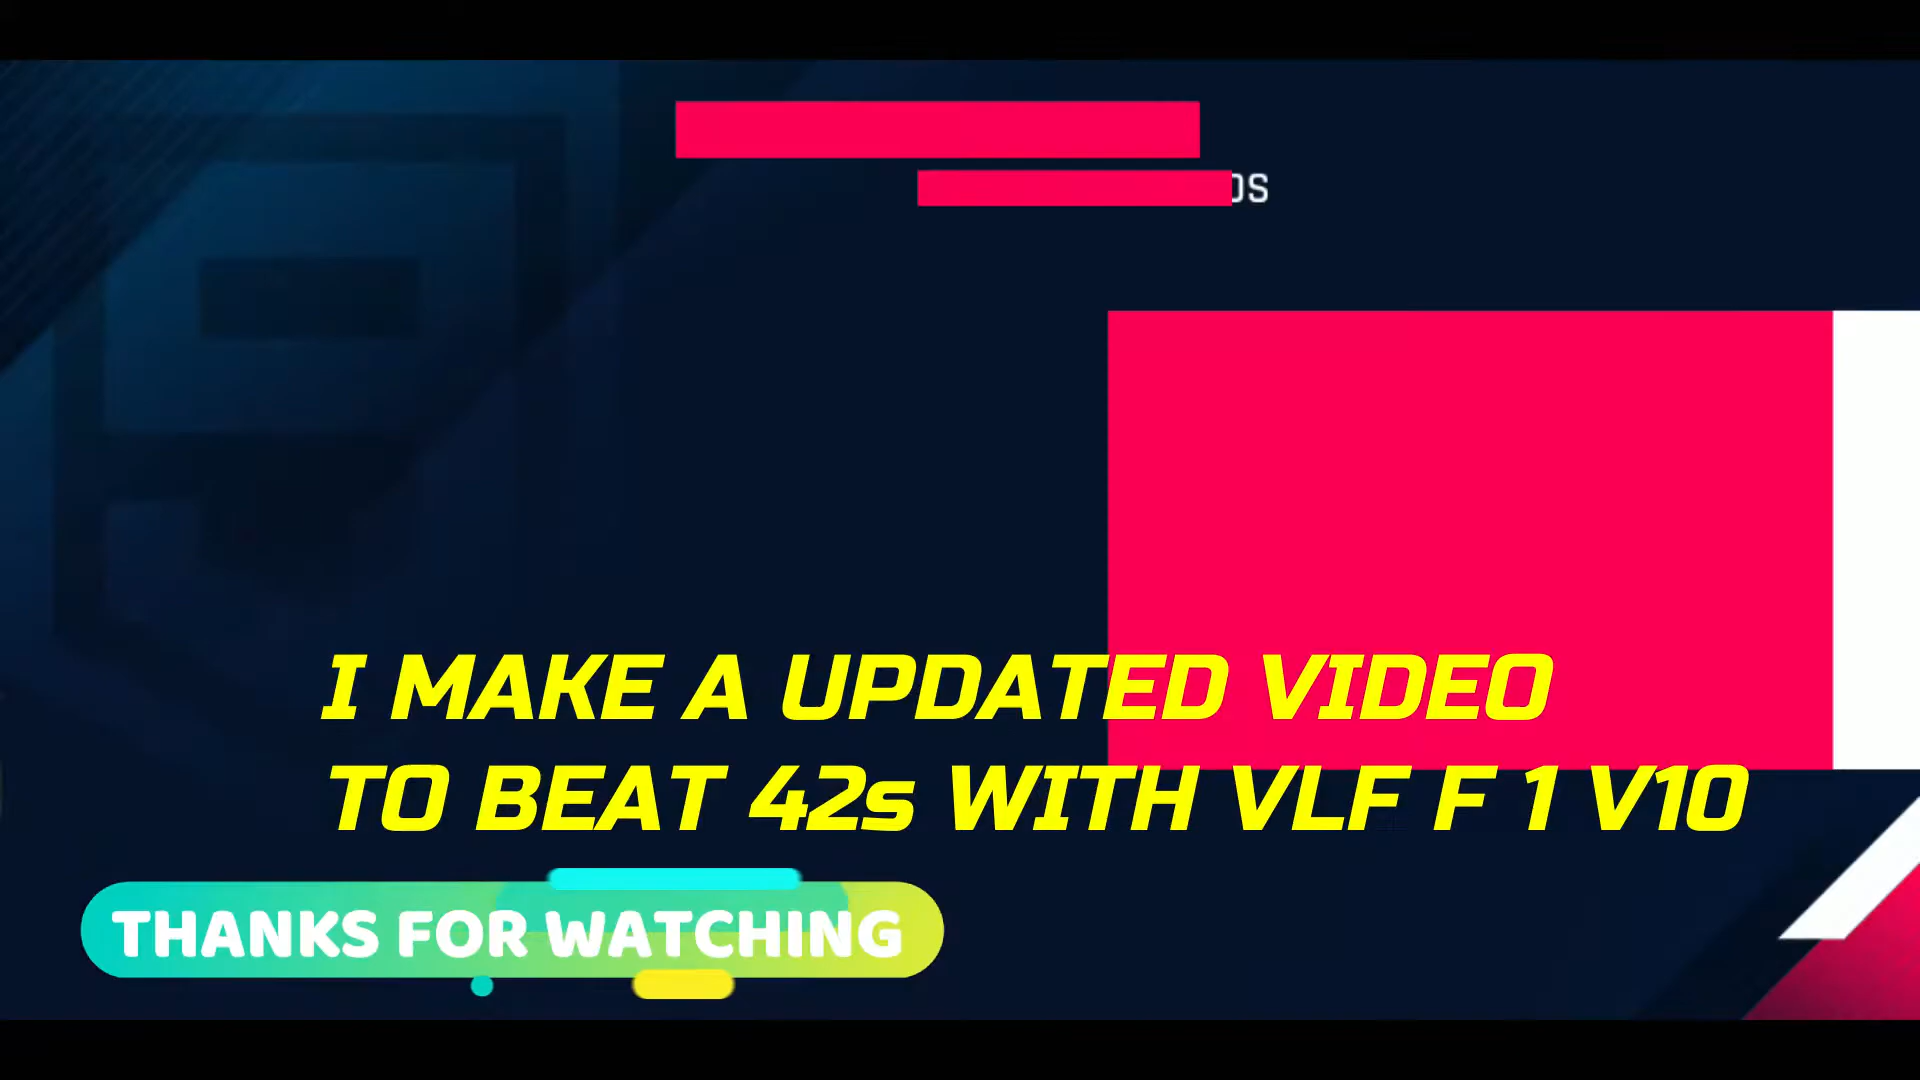 I MAKE A UPDATED VIDEO
TO BEAT 42s WITH VLF F 1 V10
THANKS FOR WATCHING